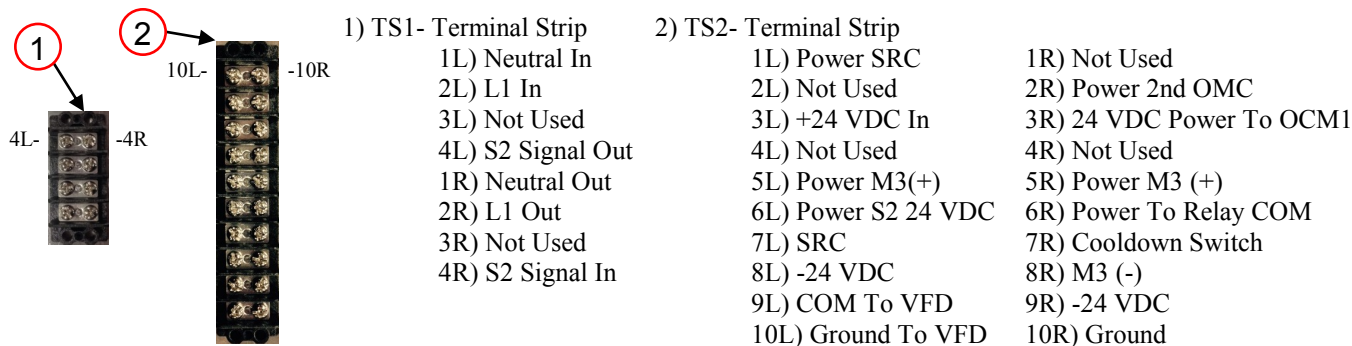 1
2
4L-
-4R
10L-
-10R
1) TS1- Terminal Strip
1L) Neutral In
2L) L1 In
3L) Not Used
4L) S2 Signal Out
1R) Neutral Out
2R) L1 Out
3R) Not Used
4R) S2 Signal In
2) TS2- Terminal Strip
1L) Power SRC
2L) Not Used
3L) +24 VDC In
4L) Not Used
5L) Power M3(+)
6L) Power S2 24 VDC
7L) SRC
8L) -24 VDC
9L) COM To VFD
10L) Ground To VFD
1R) Not Used
2R) Power 2nd OMC
3R) 24 VDC Power To OCM1
4R) Not Used
5R) Power M3 (+)
6R) Power To Relay COM
7R) Cooldown Switch
8R) M3 (-)
9R) -24 VDC
10R) Ground